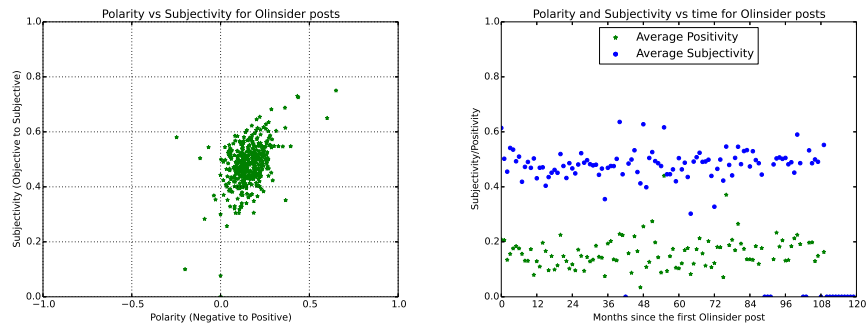 Polarity vs Subjectivity for Olinsider posts
Subjectivity (Objective to Subjective)
1.0
0.8
0.6
0.4
0.2
0.0
−1.0 −0.5 0.0 0.5 1.0
Polarity (Negative to Positive)
Polarity and Subjectivity vs time for Olinsider posts
Average Positivity
Average Subjectivity
Subjectivity/Positivity
1.0
0.8
0.6
0.4
0.2
0.0
0 12 24 36 48 60 72 84 96 108 120
Months since the first Olinsider post